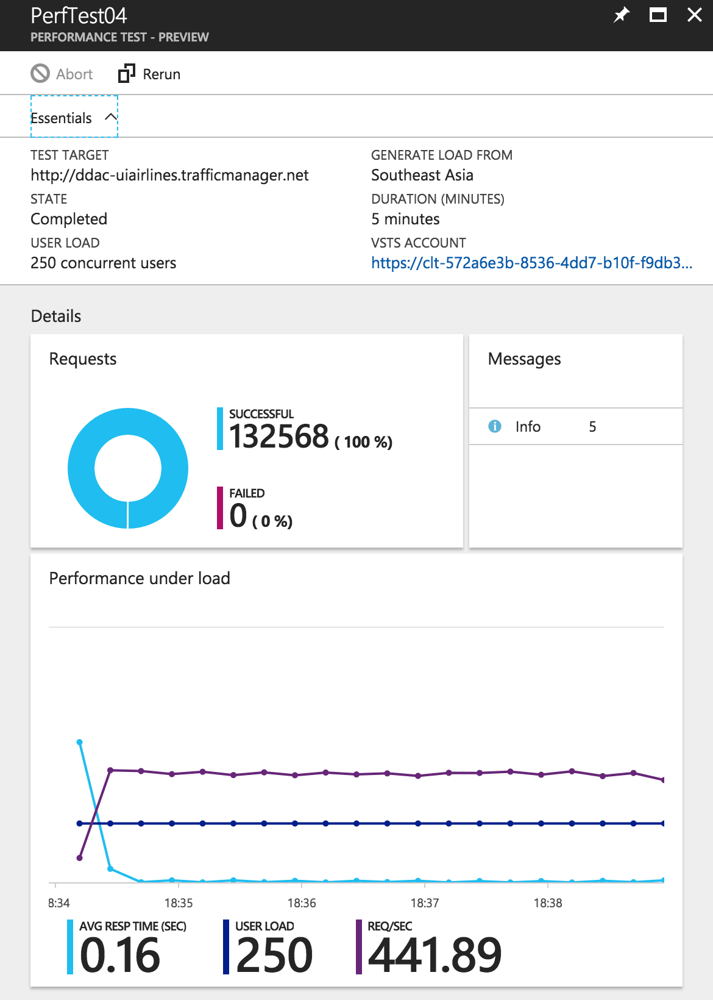 PerfTest04
PERFORMANCE TEST - PREVIEW
Abort
Rerun
Essentials
TEST TARGET
http://ddac-uiairlines.trafficmanager.net
STATE
Completed
USER LOAD
250 concurrent users
GENERATE LOAD FROM
Southeast Asia
DURATION (MINUTES)
5 minutes
VSTS ACCOUNT
https://clt-572a6e3b-8536-4dd7-b10f-f9db3...
Details
Requests
SUCCESSFUL
132568 ( 100 %)
FAILED
0 ( 0 %)
Messages
Info 5
Performance under load
8:34 18:35 18:36 18:37 18:38
AVG RESP TIME (SEC)
0.16
USER LOAD
250
REQ/SEC
441.89